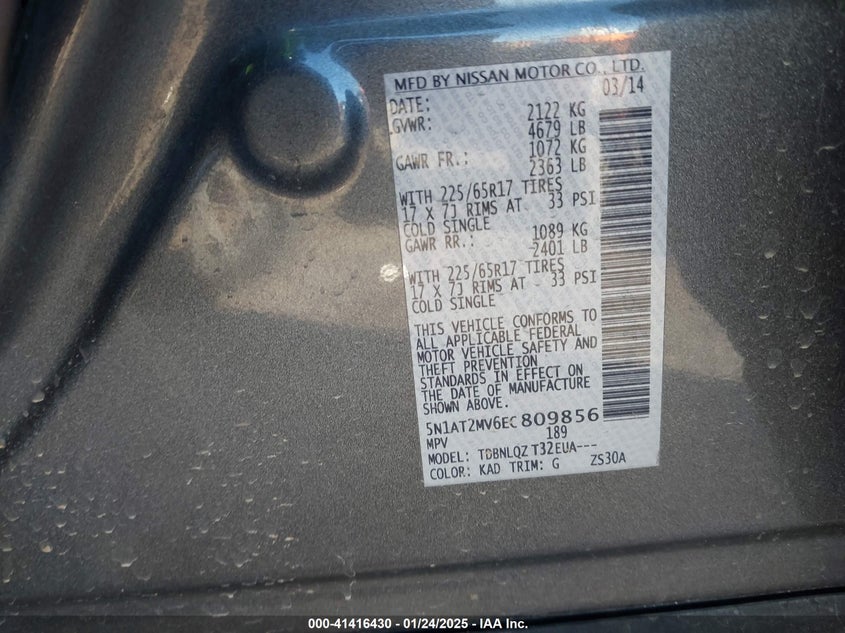 MFD BY NISSAN MOTOR CO., LTD.
DATE: 03/14
GVWR: 2122 KG
4679 LB
GAWR FR.: 1072 KG
2363 LB
WITH 225/65R17 TIRES
17 X 7J RIMS AT 33 PSI
COLD SINGLE
GAWR RR.: 1089 KG
2401 LB
WITH 225/65R17 TIRES
17 X 7J RIMS AT 33 PSI
COLD SINGLE
THIS VEHICLE CONFORMS TO
ALL APPLICABLE FEDERAL
MOTOR VEHICLE SAFETY AND
THEFT PREVENTION
STANDARDS IN EFFECT ON
THE DATE OF MANUFACTURE
SHOWN ABOVE.
5N1AT2MV6EC809856
MPV 189
MODEL: TDBNLQZ T32EUA---
COLOR: KAD TRIM: G ZS30A
000-41416430 - 01/24/2025 - IAA Inc.